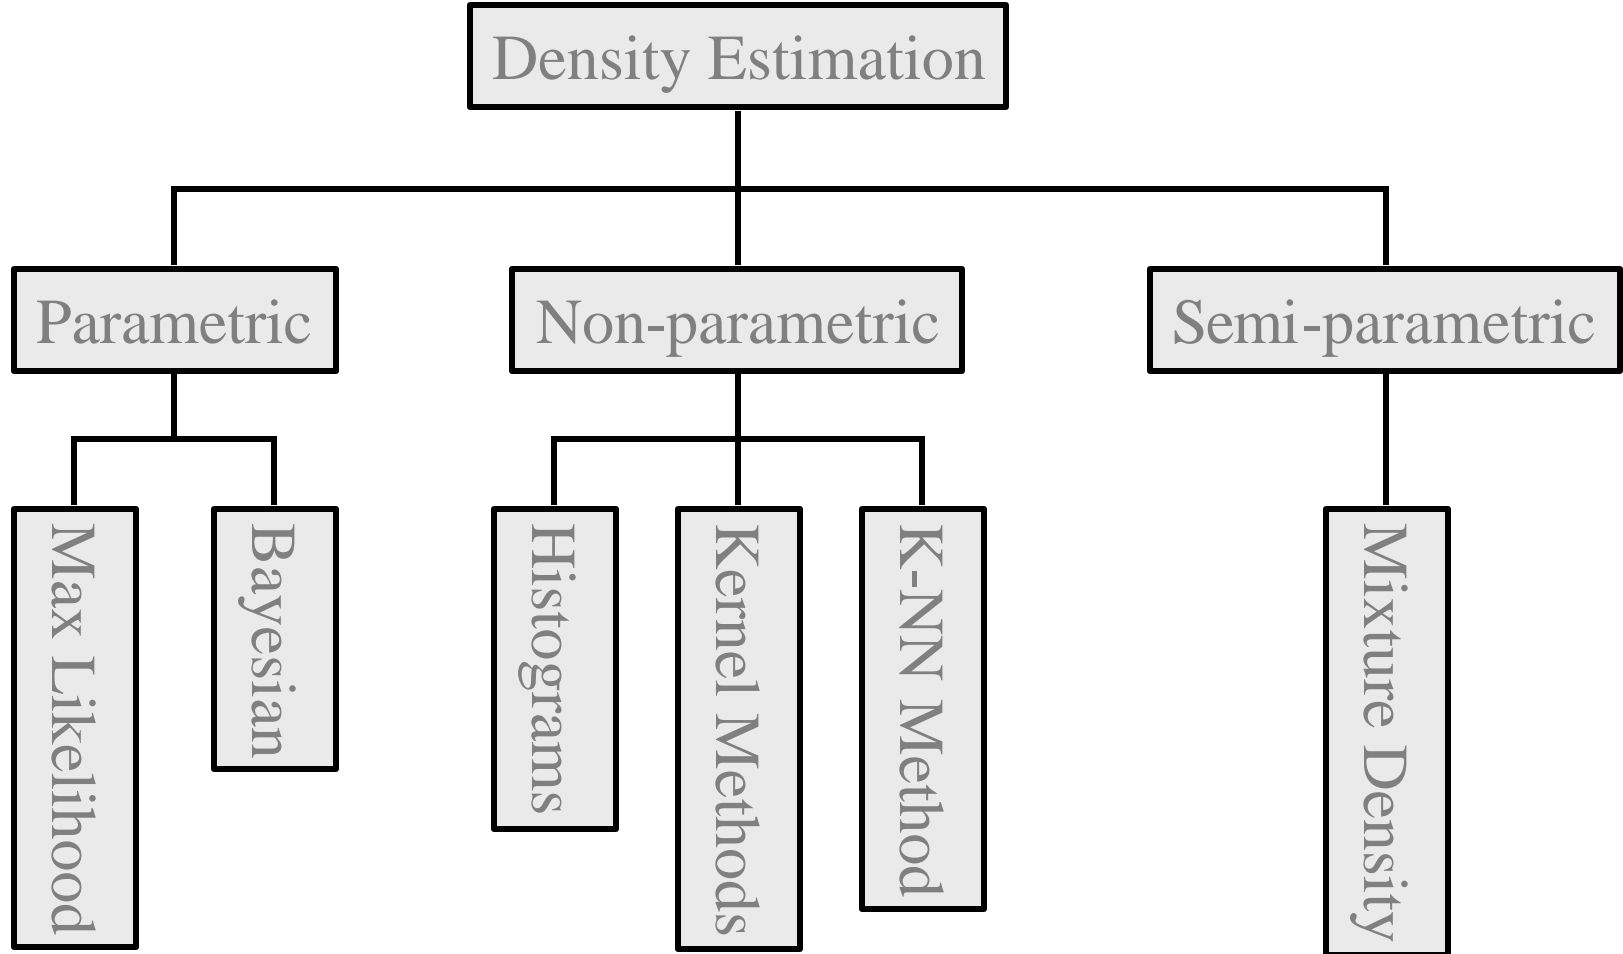 Density Estimation
Parametric
Non-parametric
Semi-parametric
Max Likelihood
Bayesian
Histograms
Kernel Methods
K-NN Method
Mixture Density